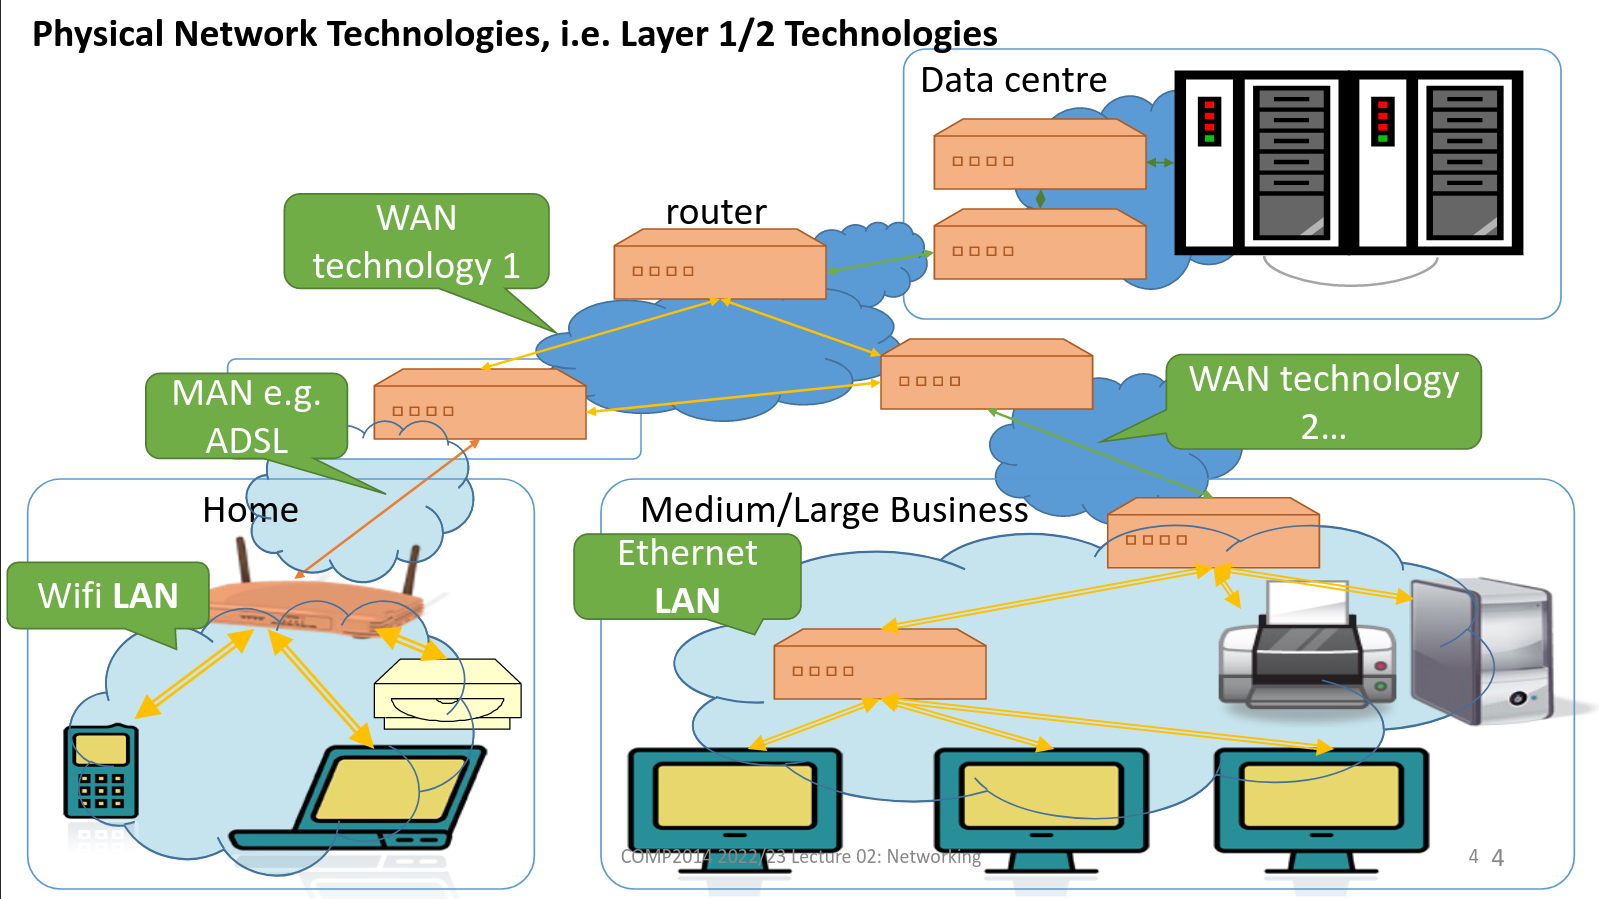 Physical Network Technologies, i.e. Layer 1/2 Technologies
Data centre
router
WAN
technology 1
MAN e.g.
ADSL
WAN technology
2...
Home
Medium/Large Business
Ethernet
LAN
Wifi LAN
COMP2014 2022/23 Lecture 02: Networking
4 4